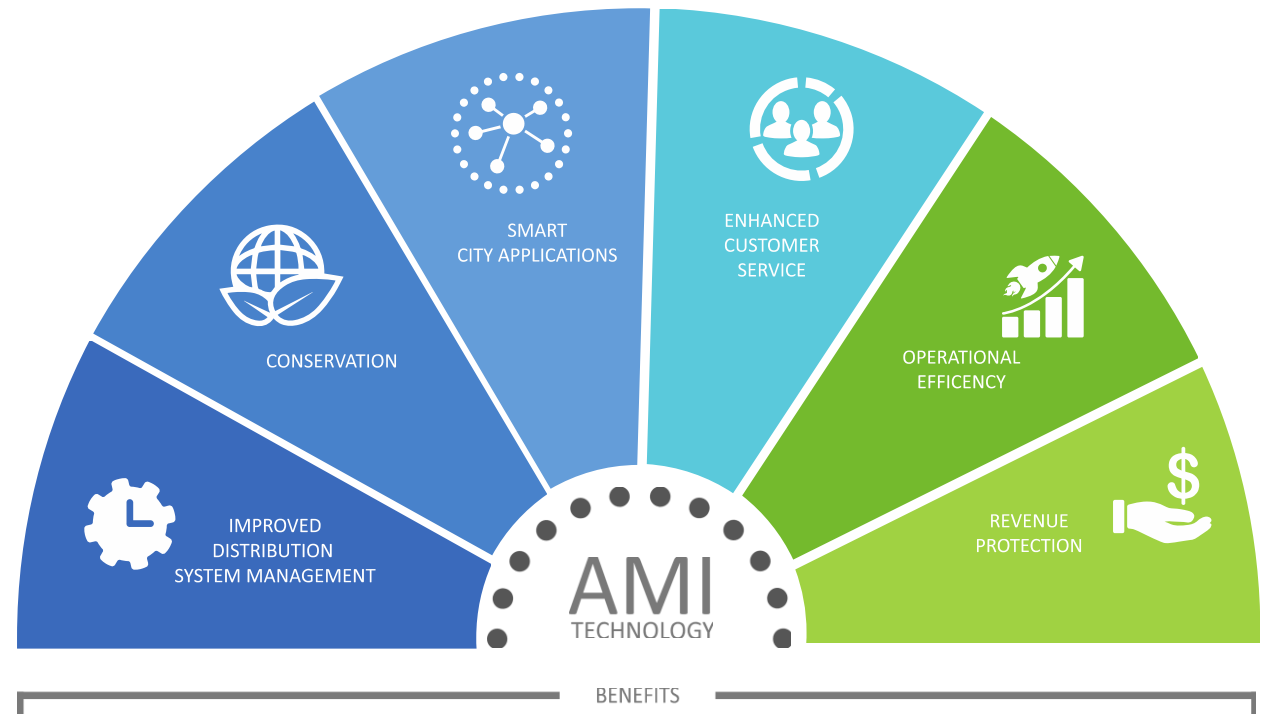 SMART
CITY APPLICATIONS
ENHANCED
CUSTOMER
SERVICE
CONSERVATION
OPERATIONAL
EFFICENCY
IMPROVED
DISTRIBUTION
SYSTEM MANAGEMENT
REVENUE
PROTECTION
$
AMI
TECHNOLOGY
BENEFITS